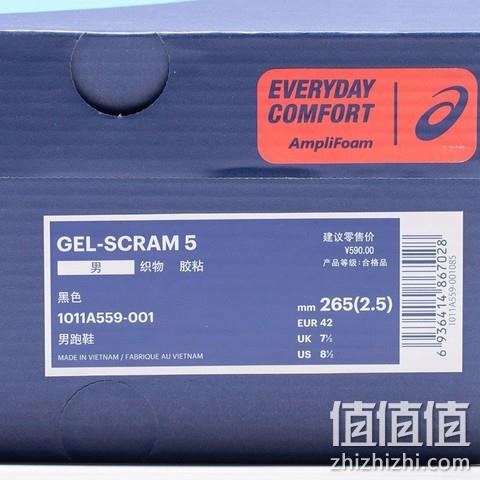 EVERYDAY
COMFORT
AmpliFoam
GEL-SCRAM 5
男 织物 胶粘
黑色
1011A559-001
男跑鞋
MADE IN VIETNAM / FABRIQUE AU VIETNAM
建议零售价
¥590.00
产品等级:合格品
mm 265(2.5)
EUR 42
UK 7½
US 8½
6 936414 867028
1011A559-001085
值值值
zhizhizhi.com